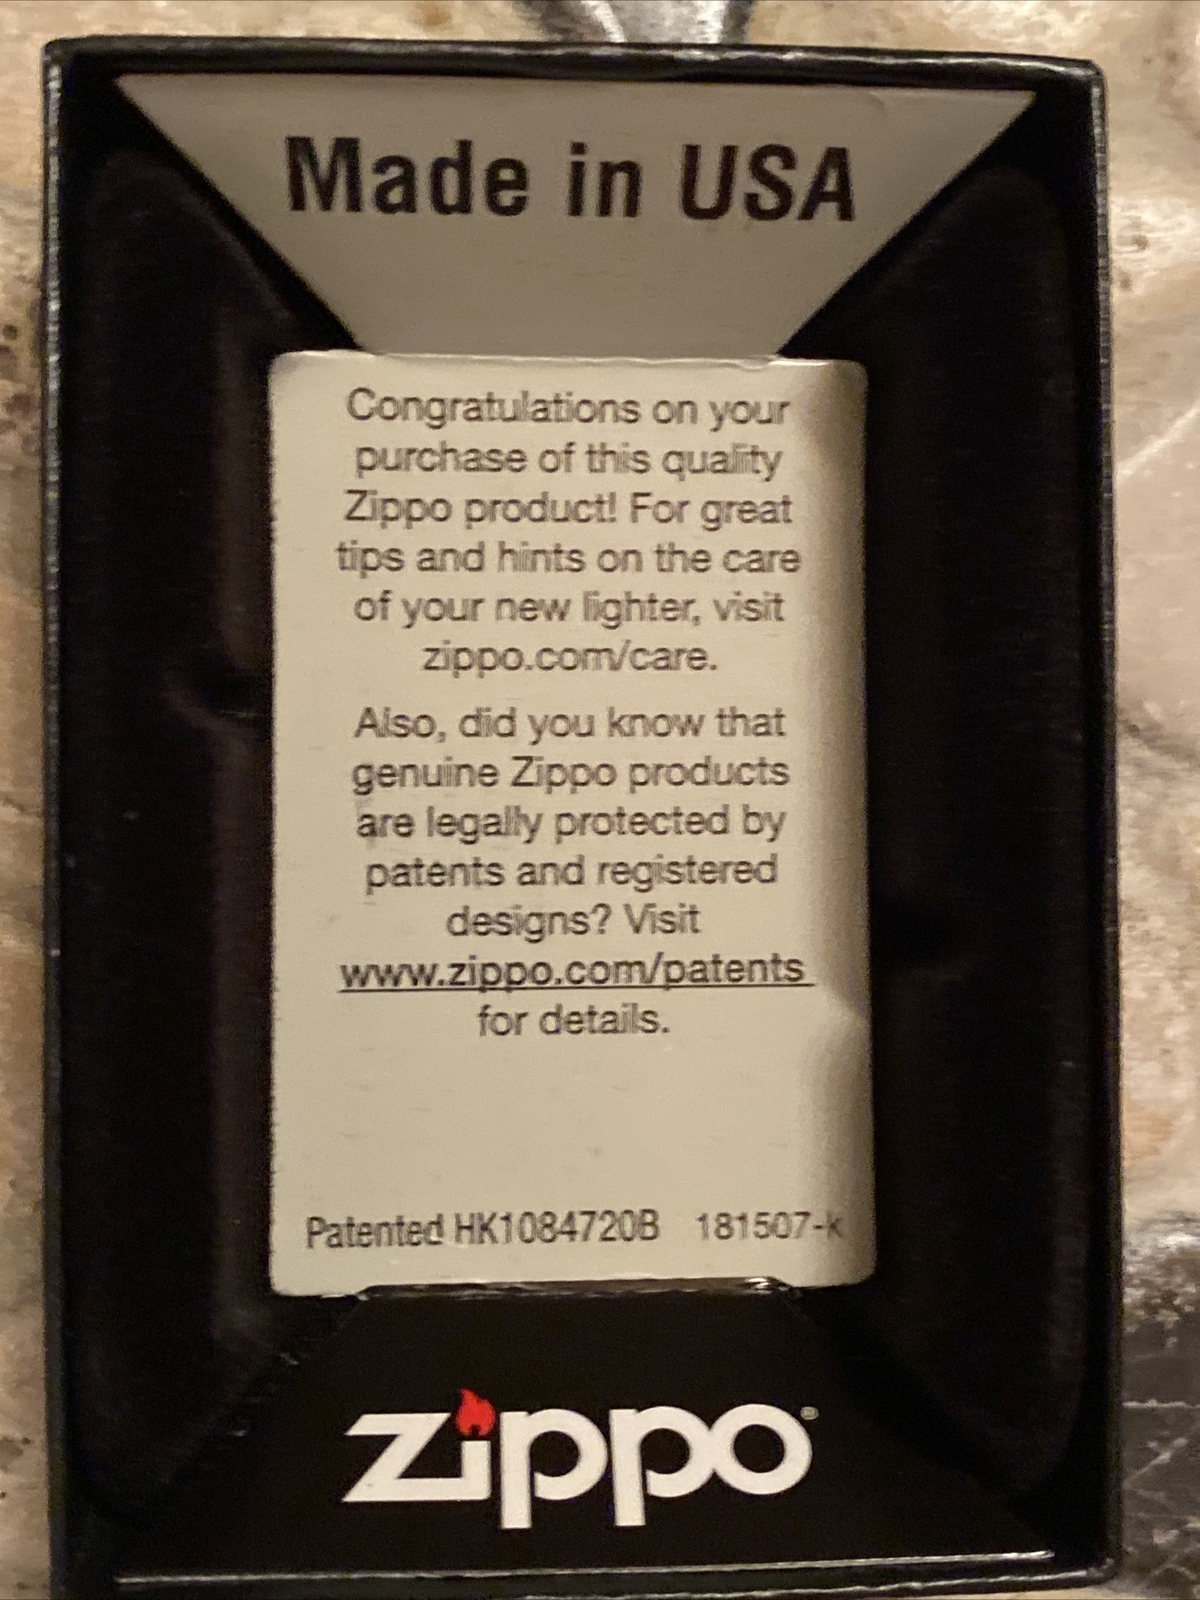 Made in USA
Congratulations on your
purchase of this quality
Zippo product! For great
tips and hints on the care
of your new lighter, visit
zippo.com/care.
Also, did you know that
genuine Zippo products
are legally protected by
patents and registered
designs? Visit
www.zippo.com/patents
for details.
Patented HK1084720B 181507-k
zippo®